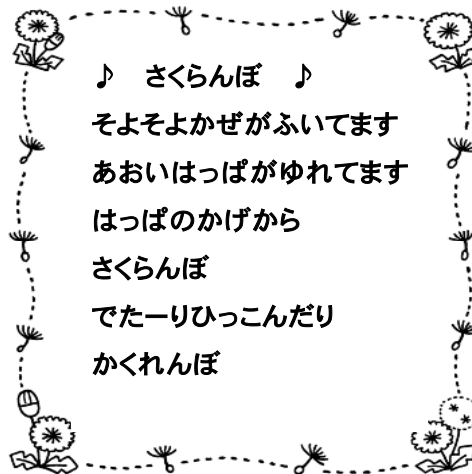 ♪ さくらんぼ ♪
そよそよかぜがふいてます
あおいはっぱがゆれてます
はっぱのかげから
さくらんぼ
でたーりひっこんだり
かくれんぼ